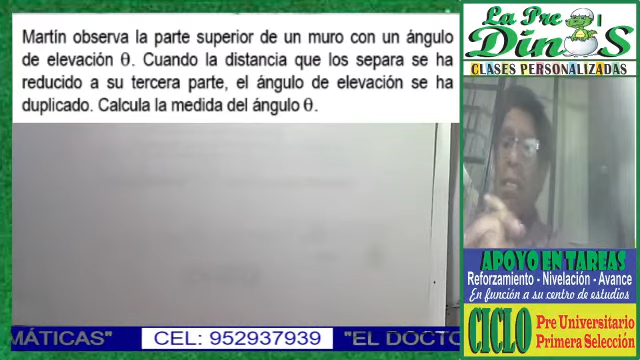 Martín observa la parte superior de un muro con un ángulo
de elevación θ. Cuando la distancia que los separa se ha
reducido a su tercera parte, el ángulo de elevación se ha
duplicado. Calcula la medida del ángulo θ.
La Pre
DinoS
CLASES PERSONALIZADAS
APOYO EN TAREAS
Reforzamiento - Nivelación - Avance
En función a su centro de estudios
CICLO Pre Universitario
Primera Selección
MÁTICAS" CEL: 952937939 "EL DOCTO